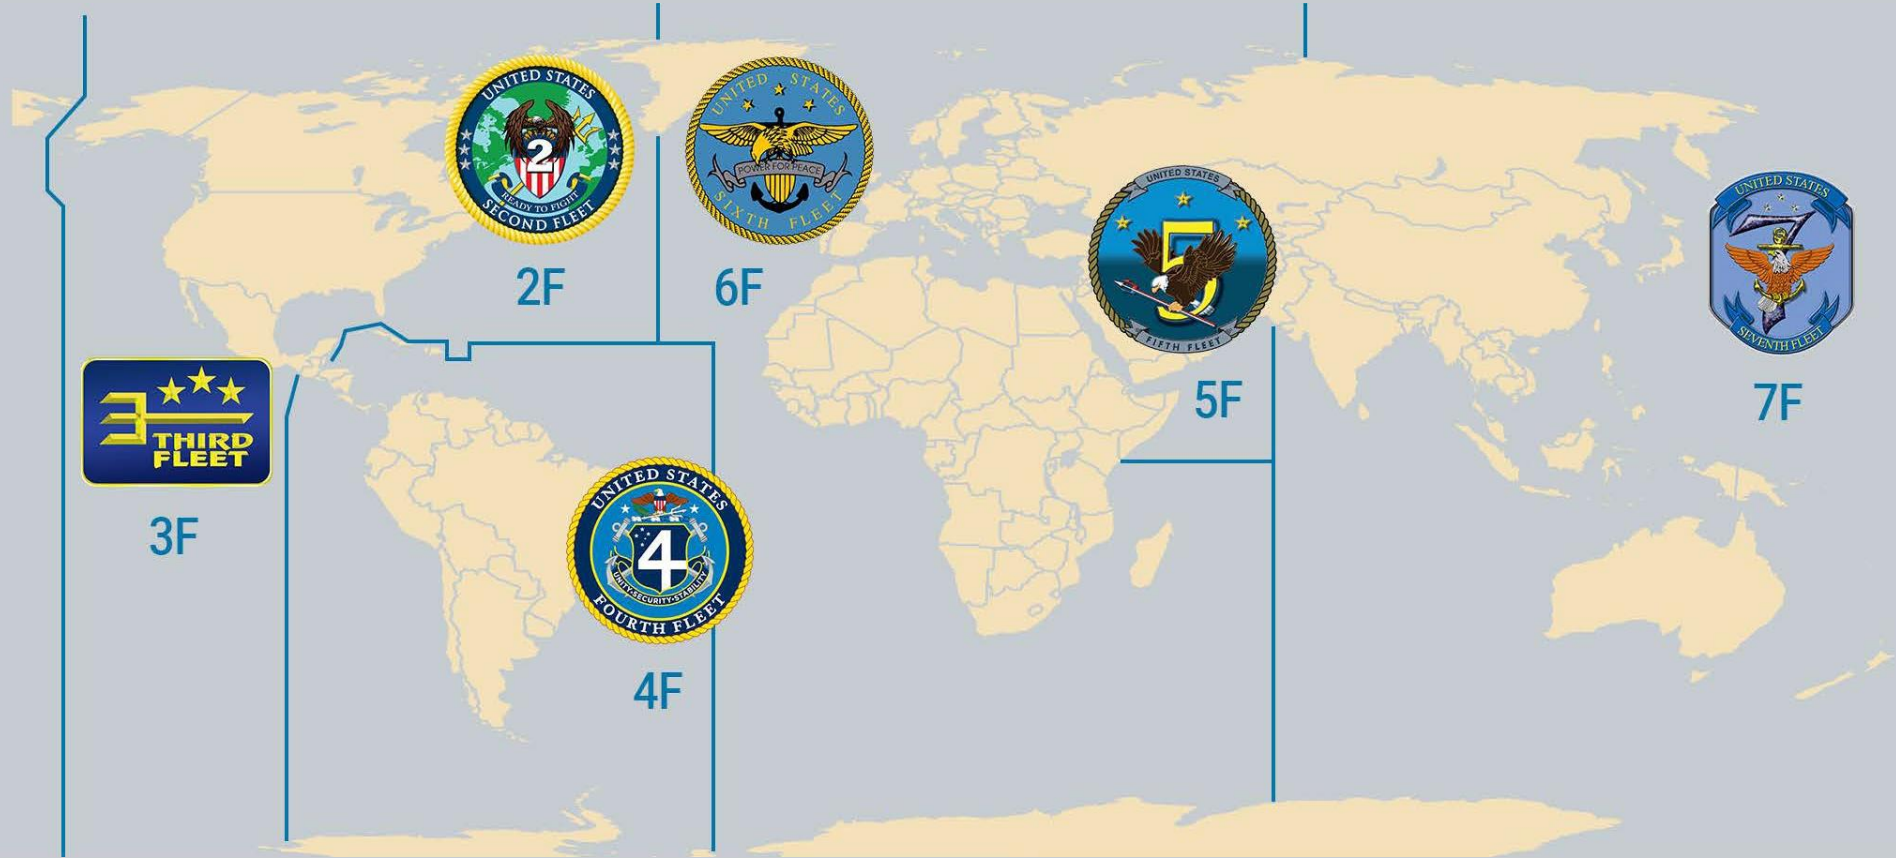 UNITED STATES
2
READY TO FIGHT
SECOND FLEET
2F
UNITED STATES
POWER FOR PEACE
SIXTH FLEET
6F
UNITED STATES
5
FIFTH FLEET
5F
UNITED STATES
7
SEVENTH FLEET
7F
3
THIRD
FLEET
3F
UNITED STATES
4
UNITY·SECURITY·STABILITY
FOURTH FLEET
4F